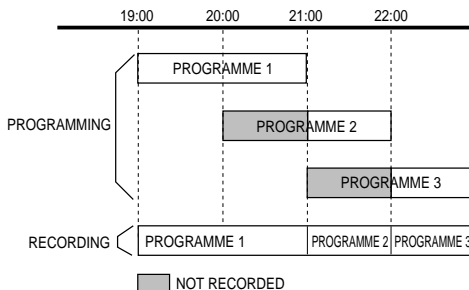 19:00 20:00 21:00 22:00
PROGRAMME 1
PROGRAMMING
PROGRAMME 2
PROGRAMME 3
RECORDING
PROGRAMME 1 PROGRAMME 2 PROGRAMME 3
NOT RECORDED